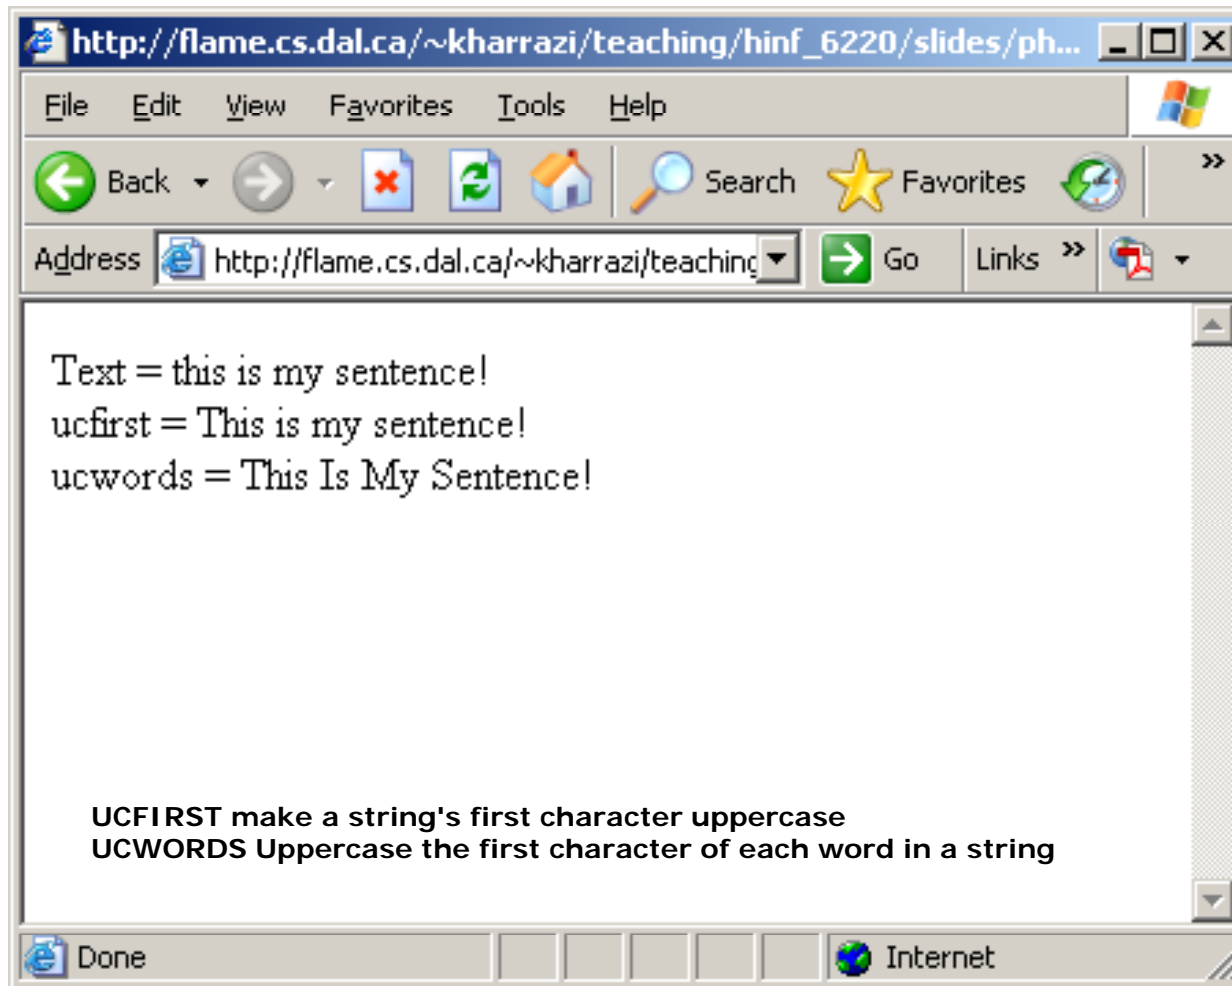 http://flame.cs.dal.ca/~kharrazi/teaching/hinf_6220/slides/ph...
File Edit View Favorites Tools Help
Back Search Favorites »
Address http://flame.cs.dal.ca/~kharrazi/teaching Go Links »
Text = this is my sentence!
ucfirst = This is my sentence!
ucwords = This Is My Sentence!
UCFIRST make a string's first character uppercase
UCWORDS Uppercase the first character of each word in a string
Done Internet